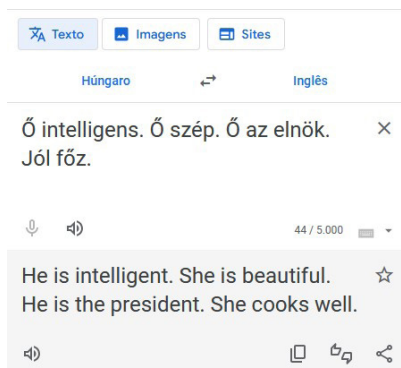 Texto Imagens Sites
Húngaro Inglês
Ő intelligens. Ő szép. Ő az elnök.
Jól főz.
44 / 5.000
He is intelligent. She is beautiful.
He is the president. She cooks well.